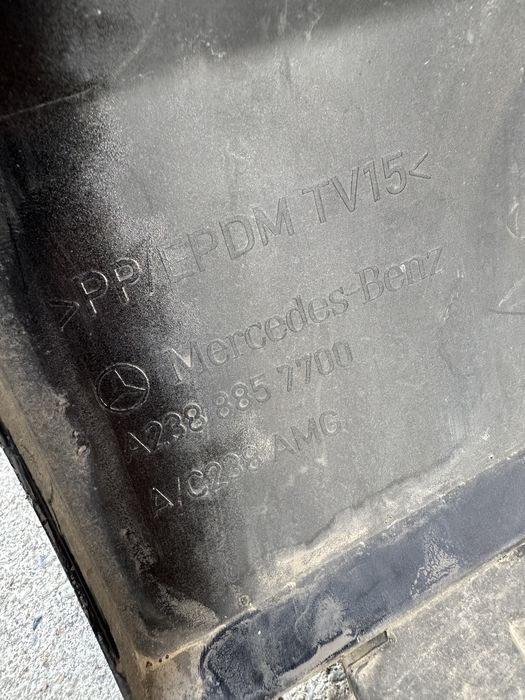 >PP/EPDM TV15<
Mercedes-Benz
A238 885 7700
A/C238 AMG